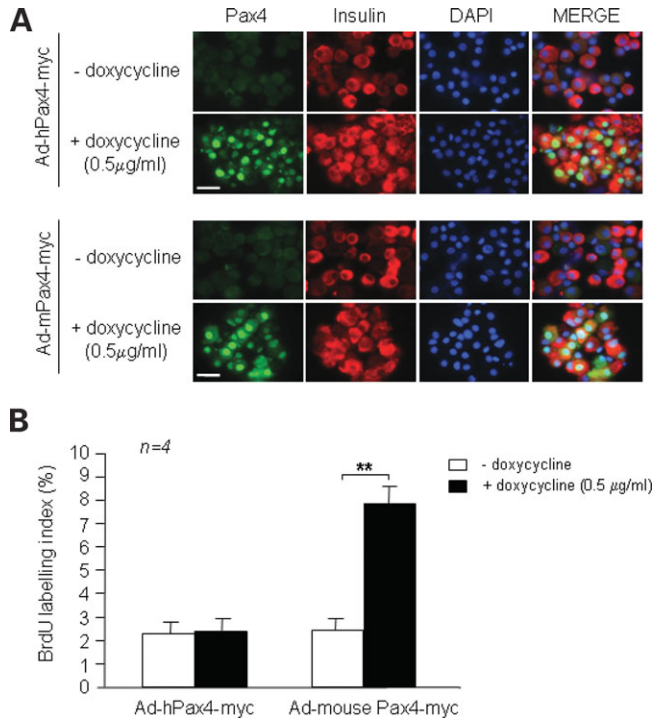 A
Pax4 Insulin DAPI MERGE
Ad-hPax4-myc
- doxycycline
+ doxycycline
(0.5μg/ml)
Ad-mPax4-myc
- doxycycline
+ doxycycline
(0.5μg/ml)
B
BrdU labelling index (%)
10
9
8
7
6
5
4
3
2
1
0
n=4
**
- doxycycline
+ doxycycline (0.5 μg/ml)
Ad-hPax4-myc Ad-mouse Pax4-myc